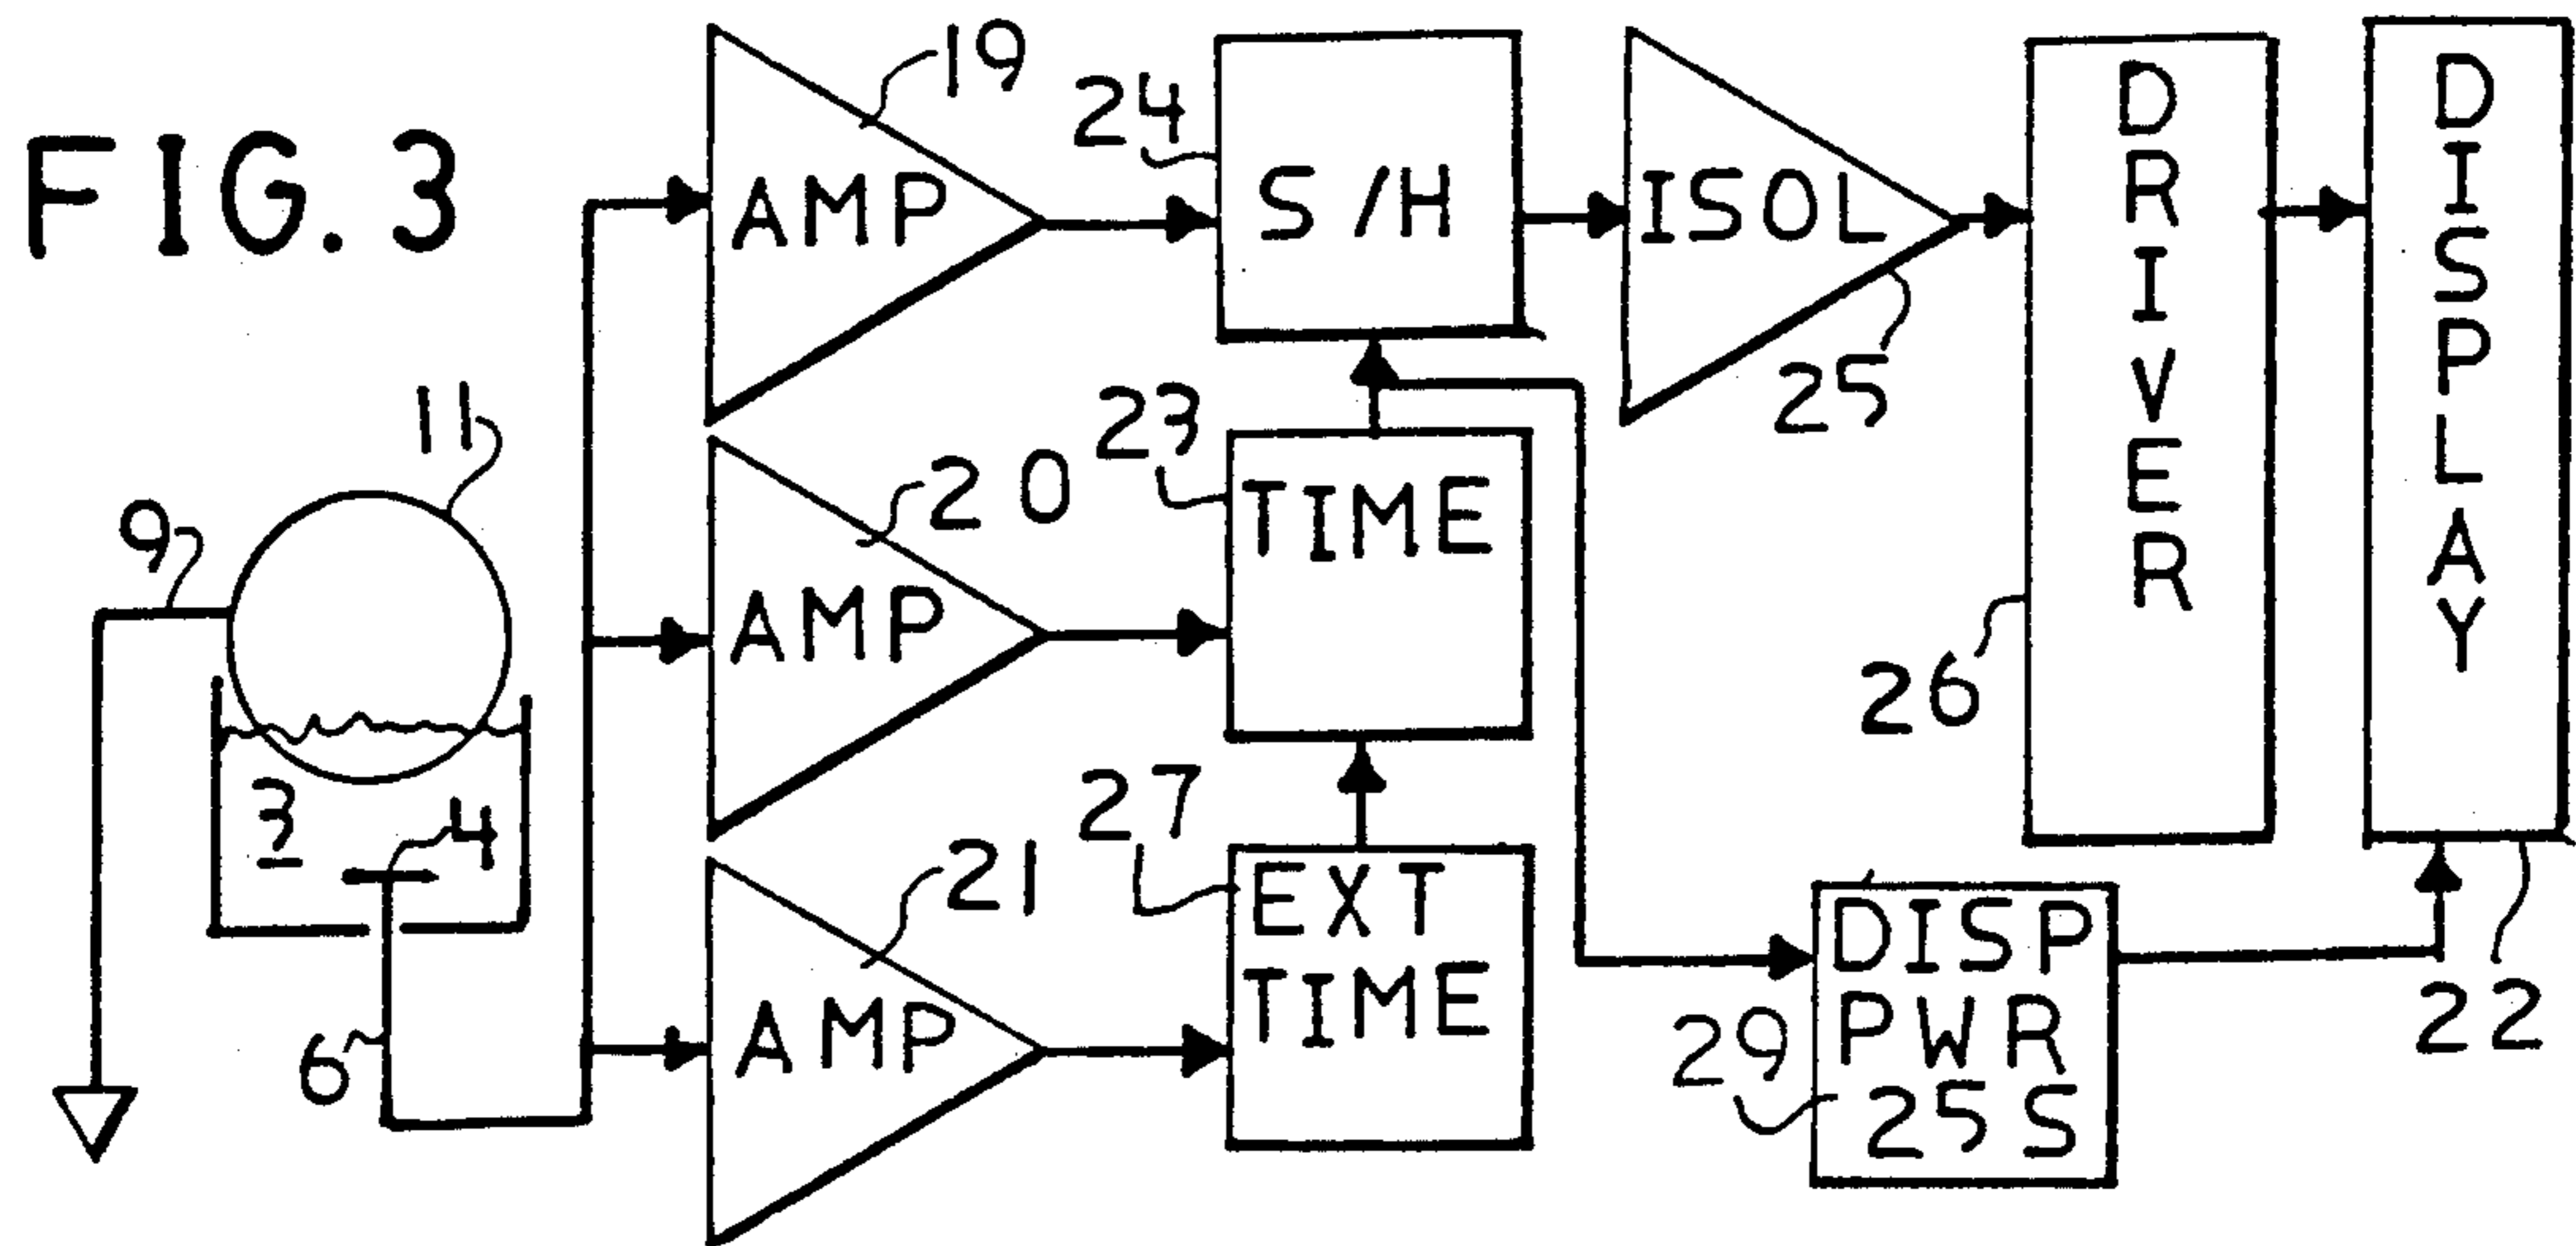 FIG. 3
19
AMP
24
S/H
ISOL
25
DRIVER
DISPLAY
11
9
20
AMP
23
TIME
26
3
4
6
21
AMP
27
EXT
TIME
29
DISP
PWR
25 S
22